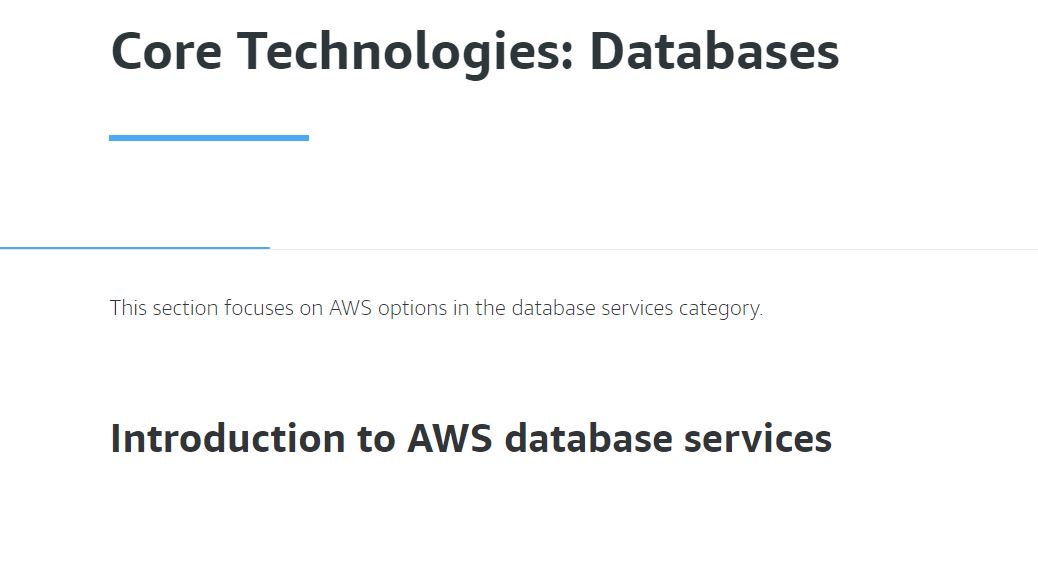 Core Technologies: Databases
This section focuses on AWS options in the database services category.
Introduction to AWS database services